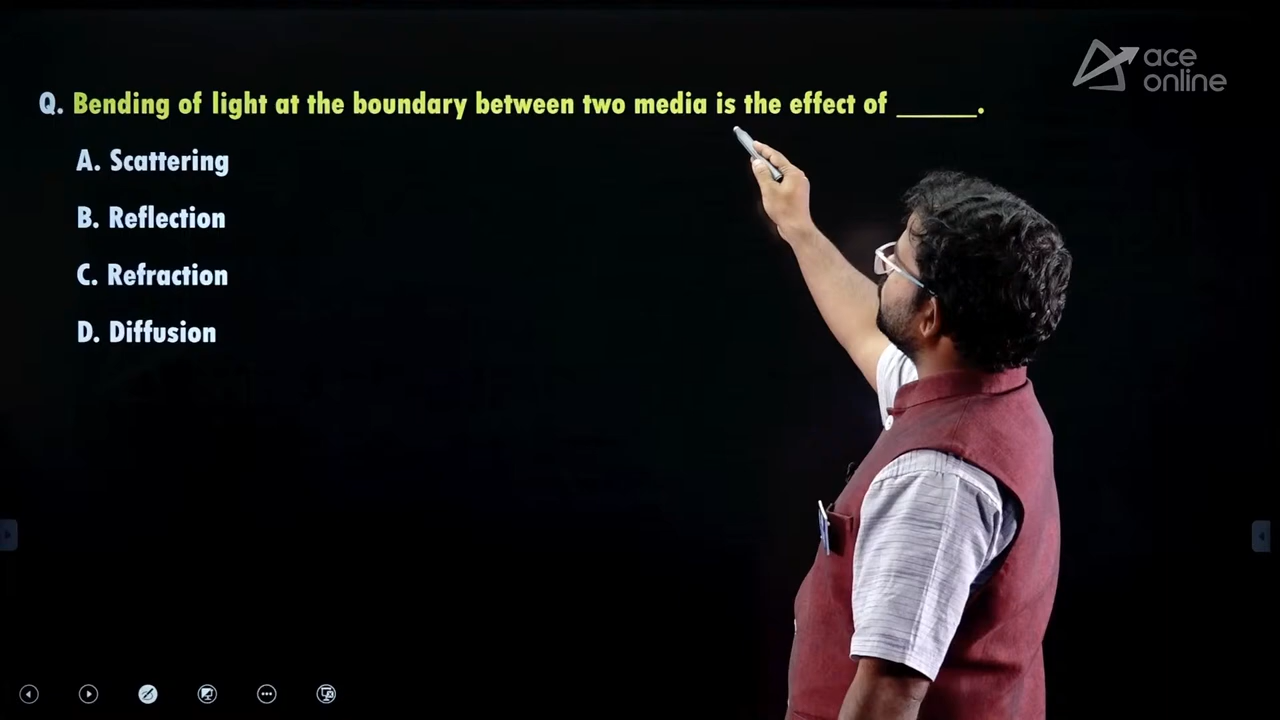 ace
online
Q. Bending of light at the boundary between two media is the effect of _____.
A. Scattering
B. Reflection
C. Refraction
D. Diffusion